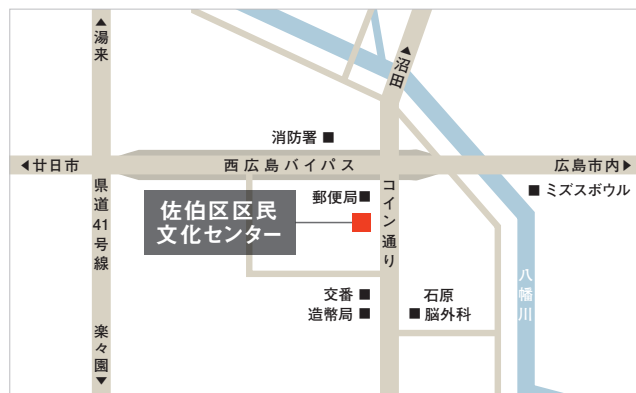 ▲湯来
▲沼田
消防署 ■
◀廿日市
西広島バイパス
広島市内▶
県道41号線
郵便局■
コイン通り
■ ミズスボウル
佐伯区区民
文化センター
八幡川
交番 ■
造幣局 ■
石原
■ 脳外科
楽々園▼